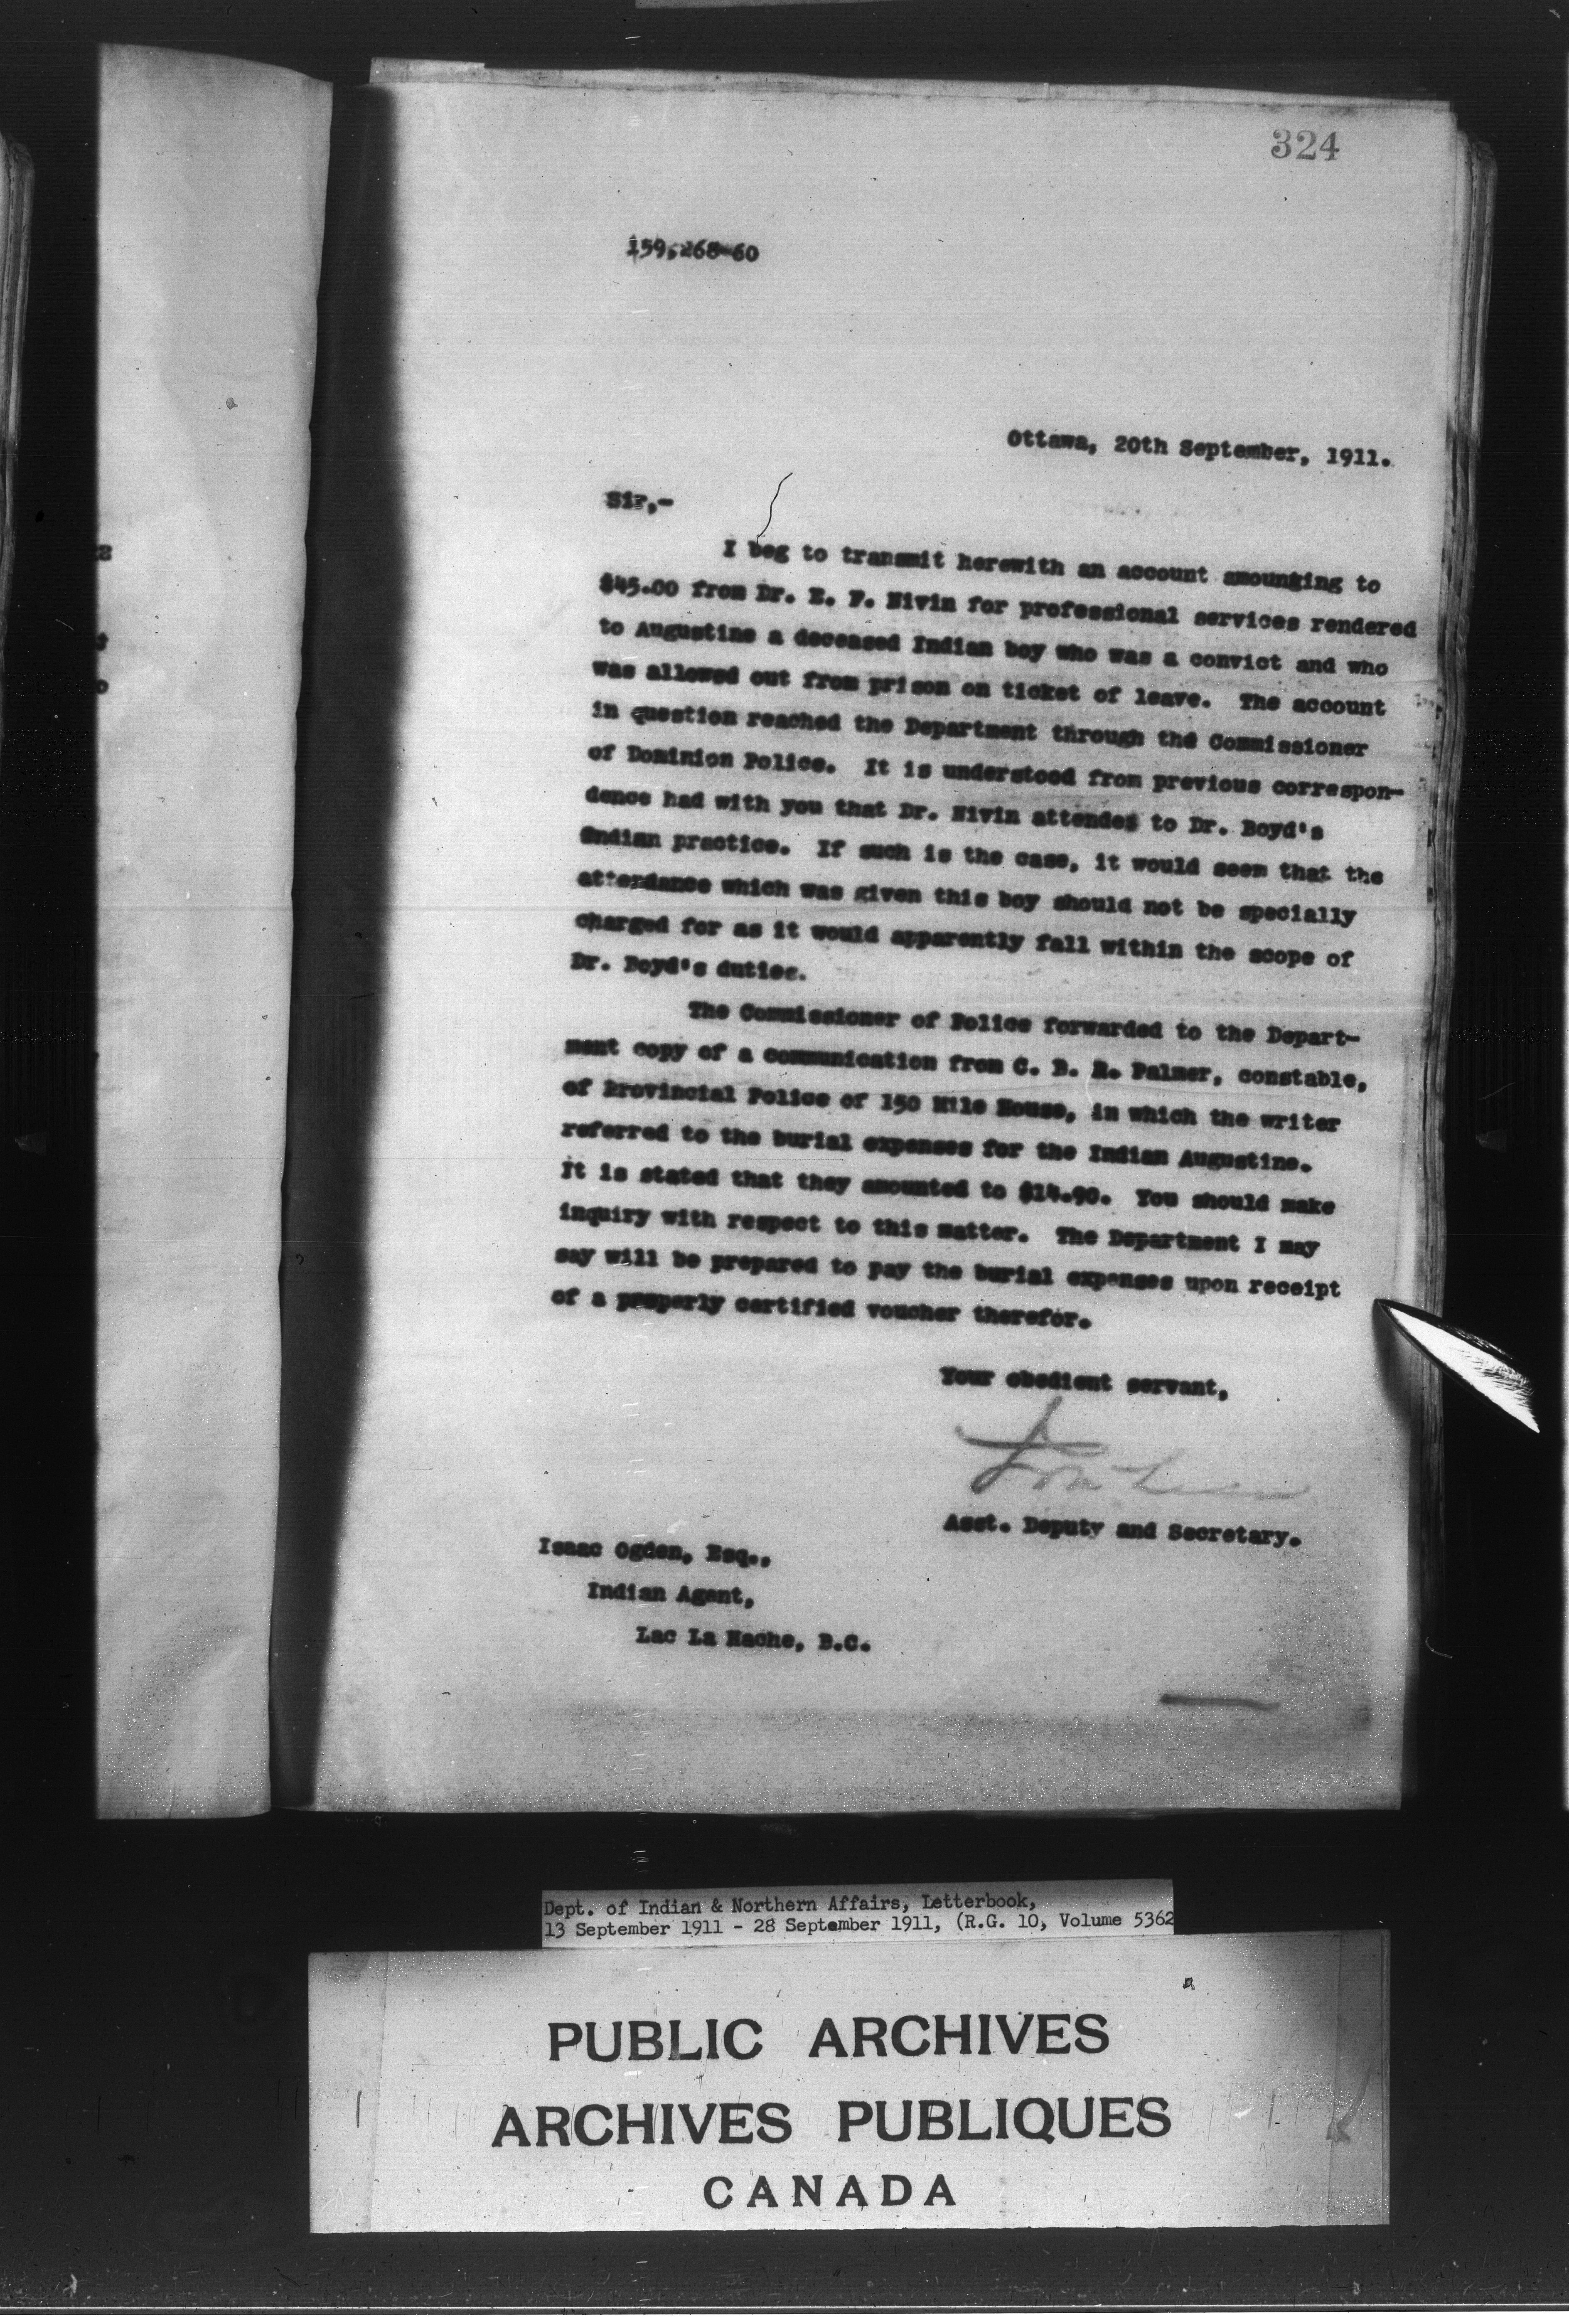 324
159,268-60
Ottawa, 20th September, 1911.
Sir,-
I beg to transmit herewith an account amounting to
$45.00 from Dr. E. F. Nivin for professional services rendered
to Augustine a deceased Indian boy who was a convict and who
was allowed out from prison on ticket of leave. The account
in question reached the Department through the Commissioner
of Dominion Police. It is understood from previous correspon-
dence had with you that Dr. Nivin attended to Dr. Boyd's
Indian practice. If such is the case, it would seem that the
attendance which was given this boy should not be specially
charged for as it would apparently fall within the scope of
Dr. Boyd's duties.
The Commissioner of Police forwarded to the Depart-
ment copy of a communication from C. B. R. Palmer, constable,
of Provincial Police of 150 Mile House, in which the writer
referred to the burial expenses for the Indian Augustine.
It is stated that they amounted to $14.90. You should make
inquiry with respect to this matter. The Department I may
say will be prepared to pay the burial expenses upon receipt
of a properly certified voucher therefor.
Your obedient servant,
Asst. Deputy and Secretary.
Isaac Ogden, Esq.,
Indian Agent,
Lac La Hache, B.C.
Dept. of Indian & Northern Affairs, Letterbook,
13 September 1911 - 28 September 1911, (R.G. 10, Volume 5362
PUBLIC ARCHIVES
ARCHIVES PUBLIQUES
CANADA